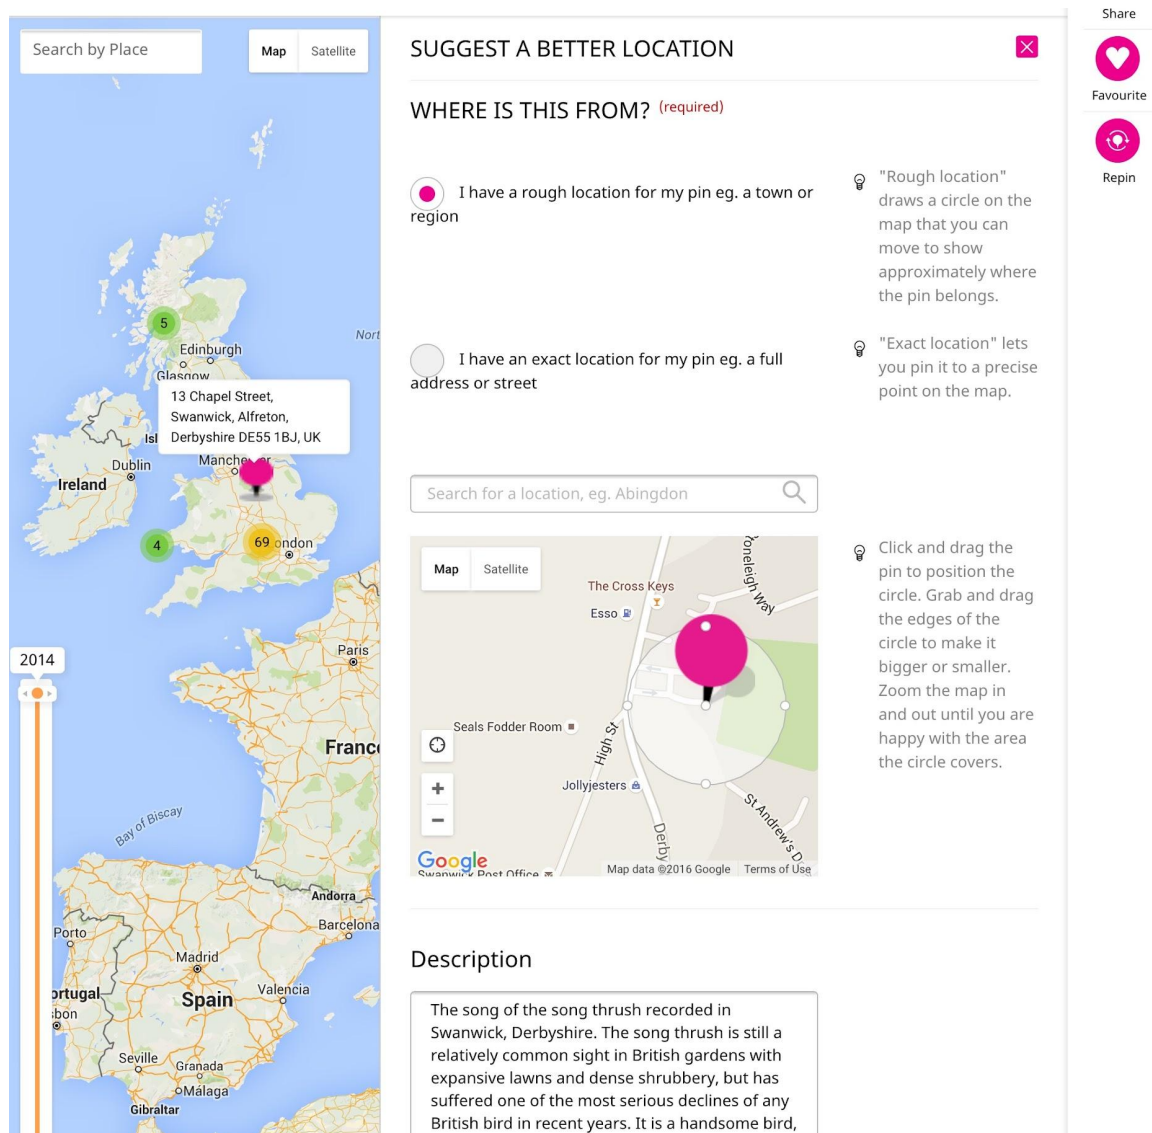 Share
Search by Place
Map
Satellite
SUGGEST A BETTER LOCATION
Favourite
WHERE IS THIS FROM? (required)
Repin
I have a rough location for my pin eg. a town or
region
"Rough location"
draws a circle on the
map that you can
move to show
approximately where
the pin belongs.
5
Edinburgh
Glasgow
I have an exact location for my pin eg. a full
address or street
"Exact location" lets
you pin it to a precise
point on the map.
13 Chapel Street,
Swanwick, Alfreton,
Derbyshire DE55 1BJ, UK
Dublin
Ireland
4
69
Search for a location, eg. Abingdon
Map
Satellite
The Cross Keys
Esso
Seals Fodder Room
High St
Jollyjesters
Derby
St Andrew's D
Google
Swanwick Post Office
Map data ©2016 Google
Terms of Use
Click and drag the
pin to position the
circle. Grab and drag
the edges of the
circle to make it
bigger or smaller.
Zoom the map in
and out until you are
happy with the area
the circle covers.
2014
Paris
Franc
Bay of Biscay
Andorra
Barcelona
Porto
Madrid
Spain
Valencia
ortugal
sbon
Seville
Granada
Málaga
Gibraltar
Description
The song of the song thrush recorded in
Swanwick, Derbyshire. The song thrush is still a
relatively common sight in British gardens with
expansive lawns and dense shrubbery, but has
suffered one of the most serious declines of any
British bird in recent years. It is a handsome bird,